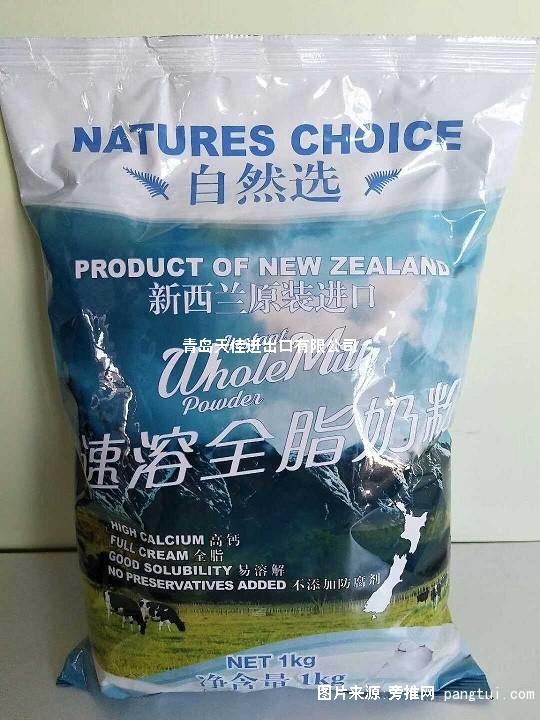 NATURES CHOICE
自然选
PRODUCT OF NEW ZEALAND
新西兰原装进口
Instant
青岛天佳进出口有限公司
Whole Milk
Powder
速溶全脂奶粉
HIGH CALCIUM 高钙
FULL CREAM 全脂
GOOD SOLUBILITY 易溶解
NO PRESERVATIVES ADDED 不添加防腐剂
NET 1kg
净含量 1kg
图片来源:旁推网 pangtui.com